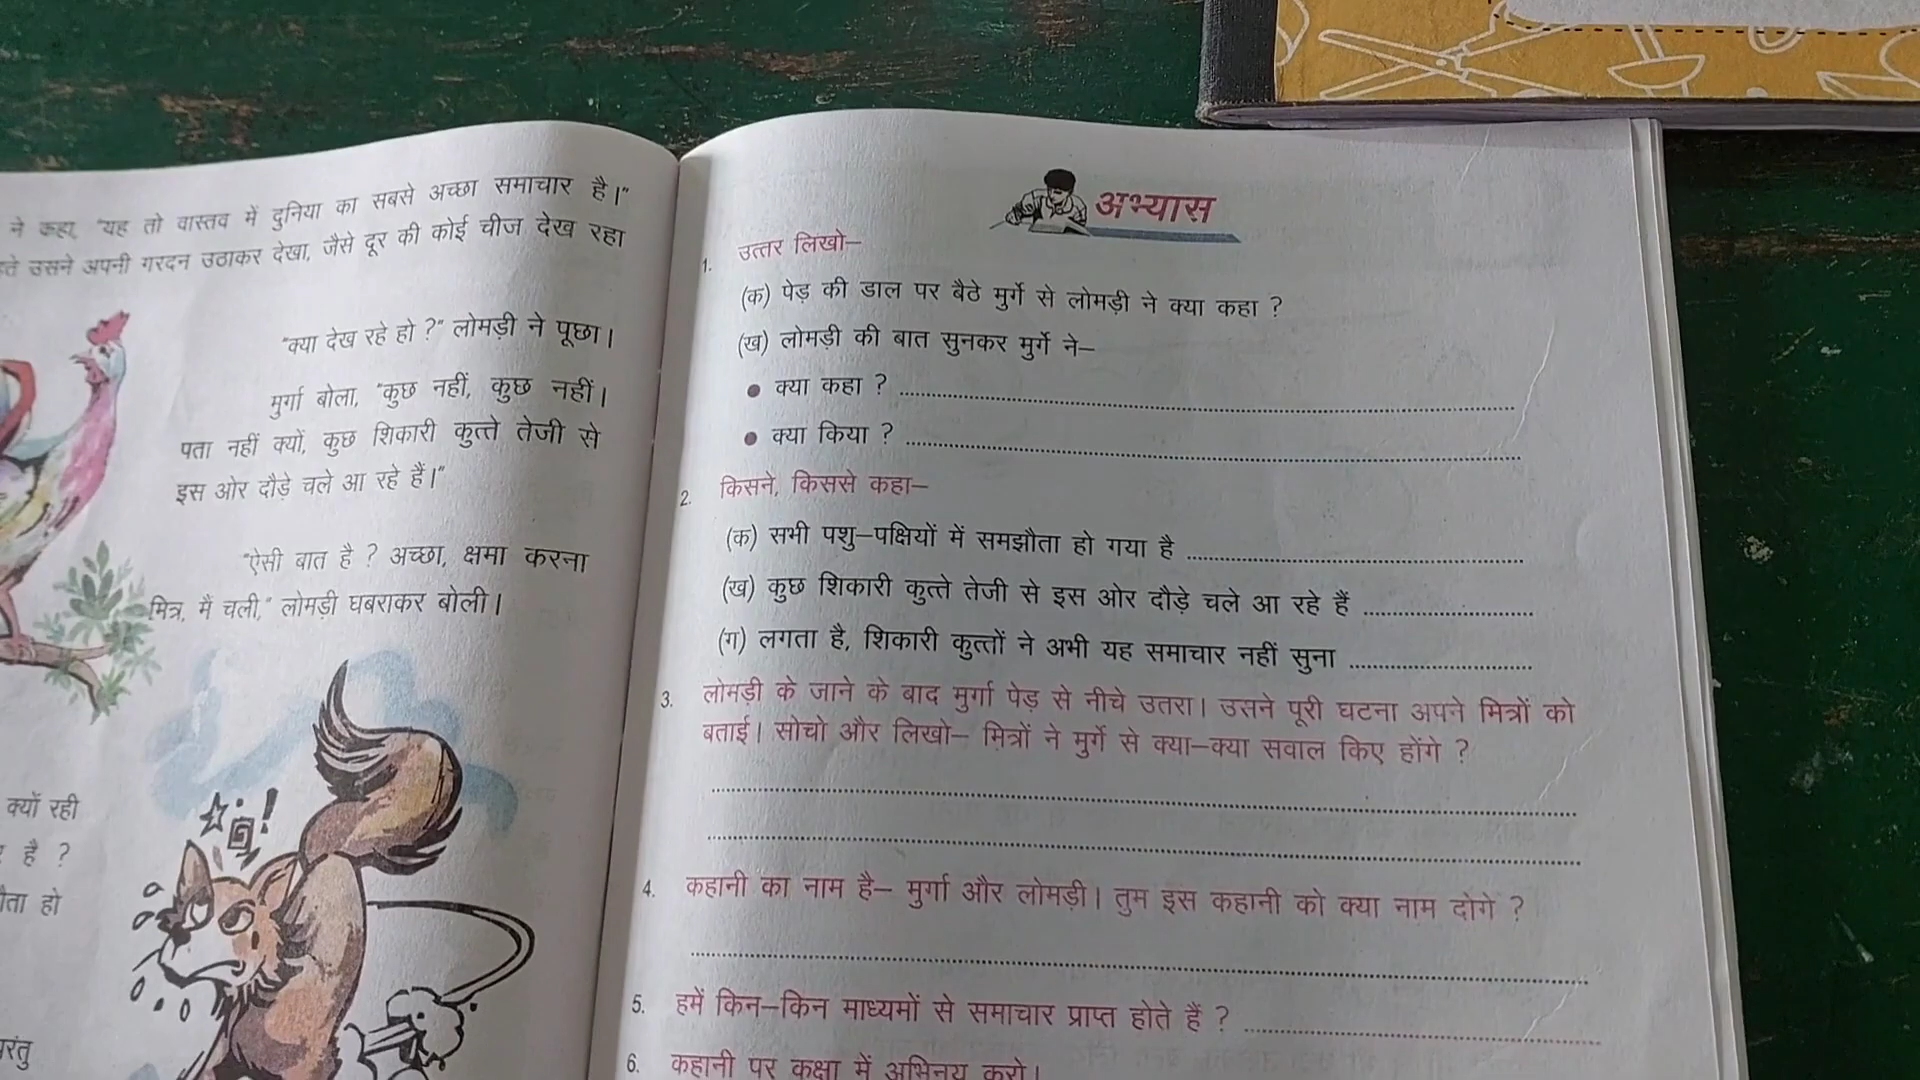 ने कहा, "यह तो वास्तव में दुनिया का सबसे अच्छा समाचार है।"
उसने अपनी गरदन उठाकर देखा, जैसे दूर की कोई चीज देख रहा
"क्या देख रहे हो ?" लोमड़ी ने पूछा।
मुर्गा बोला, "कुछ नहीं, कुछ नहीं।
पता नहीं क्यों, कुछ शिकारी कुत्ते तेजी से
इस ओर दौड़े चले आ रहे हैं।"
"ऐसी बात है ? अच्छा, क्षमा करना
मित्र, मैं चली," लोमड़ी घबराकर बोली।
क्यों रही
है ?
हो
अभ्यास
1. उत्तर लिखो–
(क) पेड़ की डाल पर बैठे मुर्गे से लोमड़ी ने क्या कहा ?
(ख) लोमड़ी की बात सुनकर मुर्गे ने–
• क्या कहा ? ................................
• क्या किया ? ................................
2. किसने, किससे कहा–
(क) सभी पशु–पक्षियों में समझौता हो गया है ................................
(ख) कुछ शिकारी कुत्ते तेजी से इस ओर दौड़े चले आ रहे हैं ................................
(ग) लगता है, शिकारी कुत्तों ने अभी यह समाचार नहीं सुना ................................
3. लोमड़ी के जाने के बाद मुर्गा पेड़ से नीचे उतरा। उसने पूरी घटना अपने मित्रों को
बताई। सोचो और लिखो– मित्रों ने मुर्गे से क्या–क्या सवाल किए होंगे ?
4. कहानी का नाम है– मुर्गा और लोमड़ी। तुम इस कहानी को क्या नाम दोगे ?
5. हमें किन–किन माध्यमों से समाचार प्राप्त होते हैं ? ................................
6. कहानी पर कक्षा में अभिनय करो।